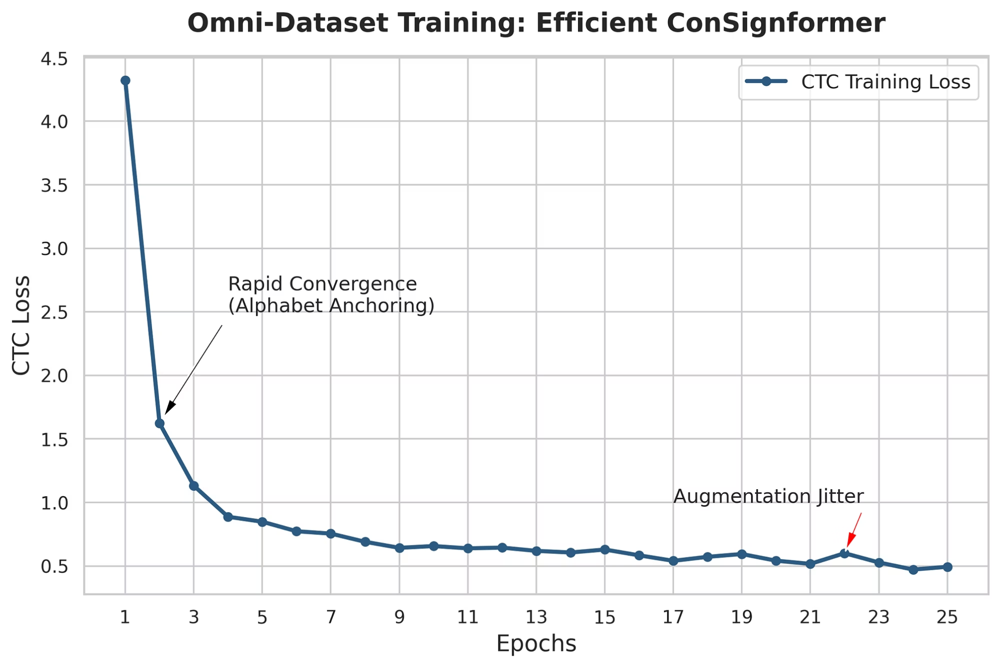 Omni-Dataset Training: Efficient ConSignformer
CTC Training Loss
4.5
4.0
3.5
3.0
2.5
2.0
1.5
1.0
0.5
CTC Loss
Rapid Convergence
(Alphabet Anchoring)
Augmentation Jitter
1 3 5 7 9 11 13 15 17 19 21 23 25
Epochs